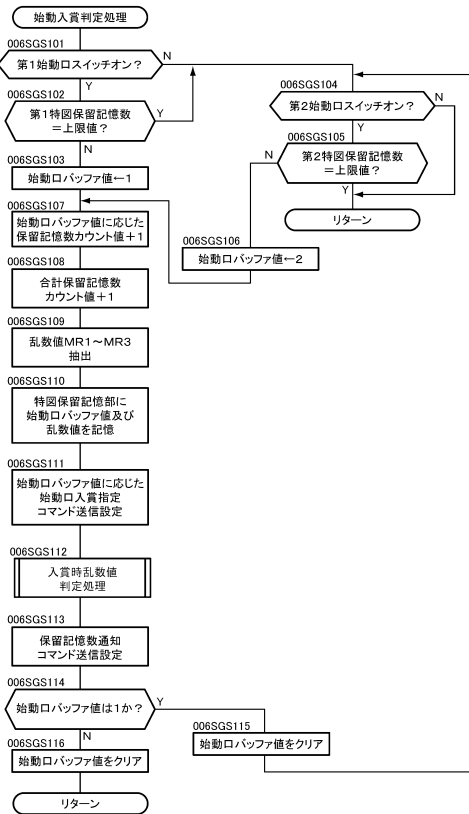 始動入賞判定処理
006SGS101
第1始動口スイッチオン？
N
Y
006SGS102
第1特図保留記憶数
＝上限値？
Y
N
006SGS103
始動口バッファ値←1
006SGS104
第2始動口スイッチオン？
N
Y
006SGS105
第2特図保留記憶数
＝上限値？
N
Y
リターン
006SGS106
始動口バッファ値←2
006SGS107
始動口バッファ値に応じた
保留記憶数カウント値＋1
006SGS108
合計保留記憶数
カウント値＋1
006SGS109
乱数値MR1～MR3
抽出
006SGS110
特図保留記憶部に
始動口バッファ値及び
乱数値を記憶
006SGS111
始動口バッファ値に応じた
始動口入賞指定
コマンド送信設定
006SGS112
入賞時乱数値
判定処理
006SGS113
保留記憶数通知
コマンド送信設定
006SGS114
始動口バッファ値は1か？
Y
N
006SGS115
始動口バッファ値をクリア
006SGS116
始動口バッファ値をクリア
リターン